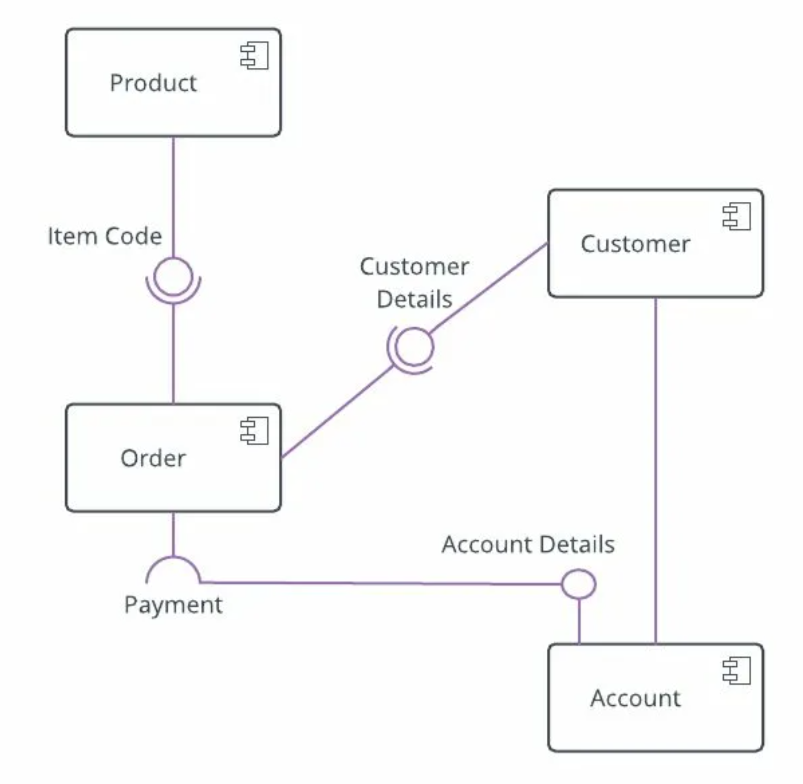 Product
Item Code
Customer
Customer
Details
Order
Account Details
Payment
Account